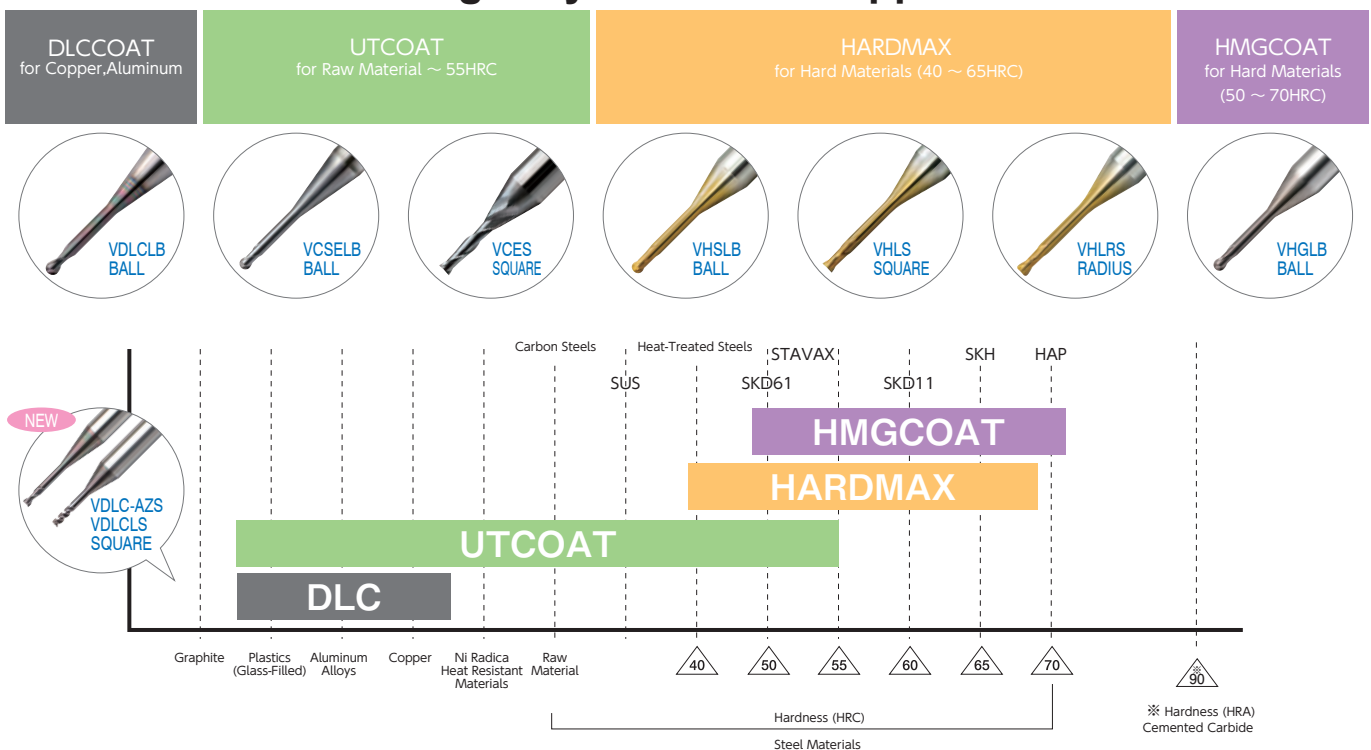 DLCCOAT
for Copper,Aluminum
UTCOAT
for Raw Material ～ 55HRC
HARDMAX
for Hard Materials (40 ～ 65HRC)
HMGCOAT
for Hard Materials
(50 ～ 70HRC)
VDLCLB
BALL
VCSELB
BALL
VCES
SQUARE
VHSLB
BALL
VHLS
SQUARE
VHLRS
RADIUS
VHGLB
BALL
Carbon Steels
Heat-Treated Steels
STAVAX
SKH
HAP
SUS
SKD61
SKD11
NEW
VDLC-AZS
VDLCLS
SQUARE
HMGCOAT
HARDMAX
UTCOAT
DLC
Graphite
Plastics
(Glass-Filled)
Aluminum
Alloys
Copper
Ni Radica
Heat Resistant
Materials
Raw
Material
40
50
55
60
65
70
※
90
Hardness (HRC)
Steel Materials
※ Hardness (HRA)
Cemented Carbide